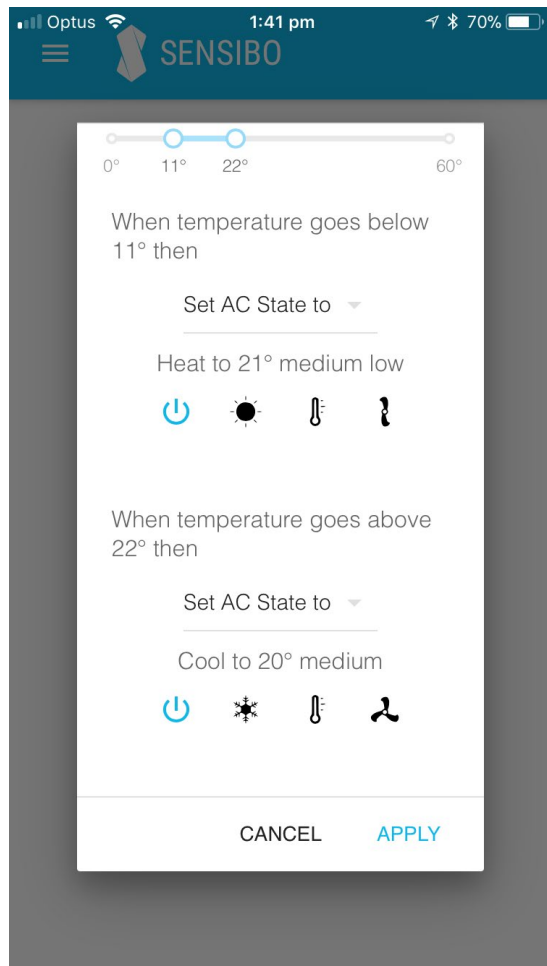 Optus 1:41 pm 70%
SENSIBO
0° 11° 22° 60°
When temperature goes below
11° then
Set AC State to
Heat to 21° medium low
When temperature goes above
22° then
Set AC State to
Cool to 20° medium
CANCEL APPLY